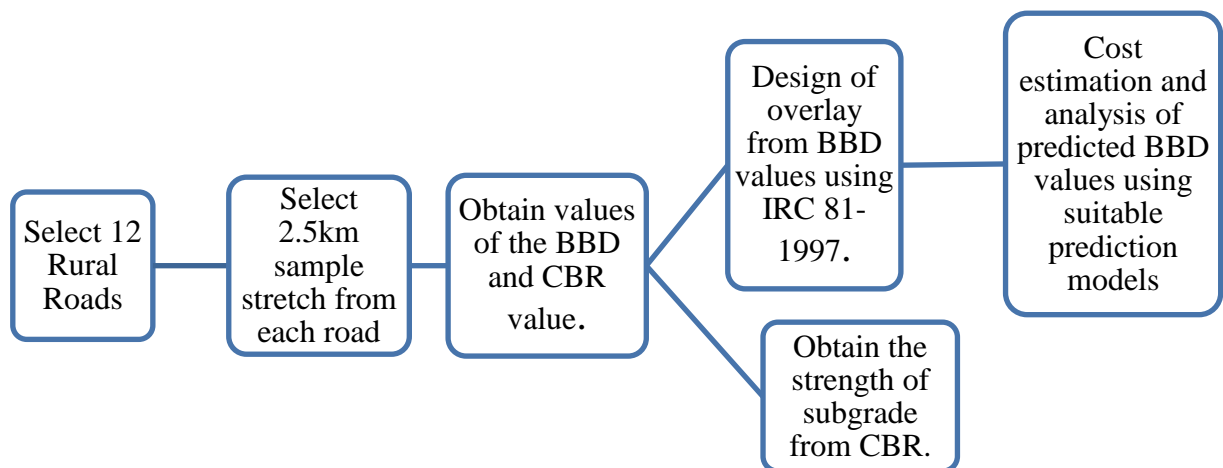 Select 12
Rural
Roads
Select
2.5km
sample
stretch from
each road
Obtain values
of the BBD
and CBR
value.
Design of
overlay
from BBD
values using
IRC 81-
1997.
Obtain the
strength of
subgrade
from CBR.
Cost
estimation and
analysis of
predicted BBD
values using
suitable
prediction
models